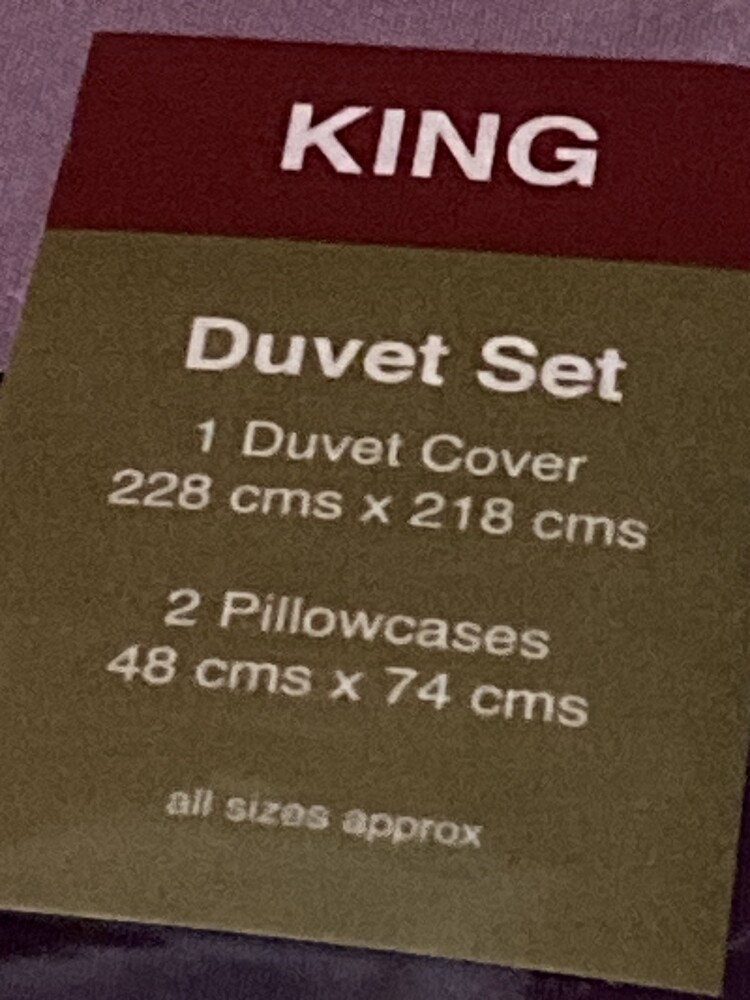 KING
Duvet Set
1 Duvet Cover
228 cms x 218 cms
2 Pillowcases
48 cms x 74 cms
all sizes approx